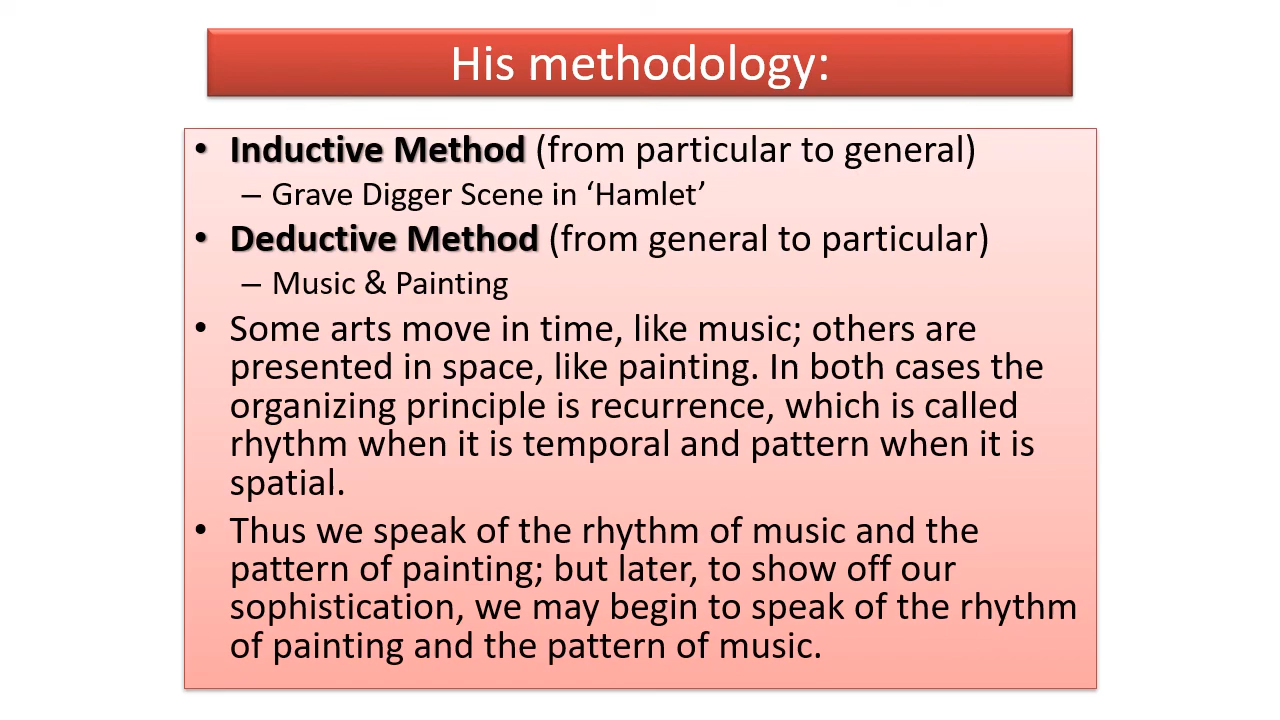 His methodology:
• Inductive Method (from particular to general)
– Grave Digger Scene in ‘Hamlet’
• Deductive Method (from general to particular)
– Music & Painting
• Some arts move in time, like music; others are
presented in space, like painting. In both cases the
organizing principle is recurrence, which is called
rhythm when it is temporal and pattern when it is
spatial.
• Thus we speak of the rhythm of music and the
pattern of painting; but later, to show off our
sophistication, we may begin to speak of the rhythm
of painting and the pattern of music.